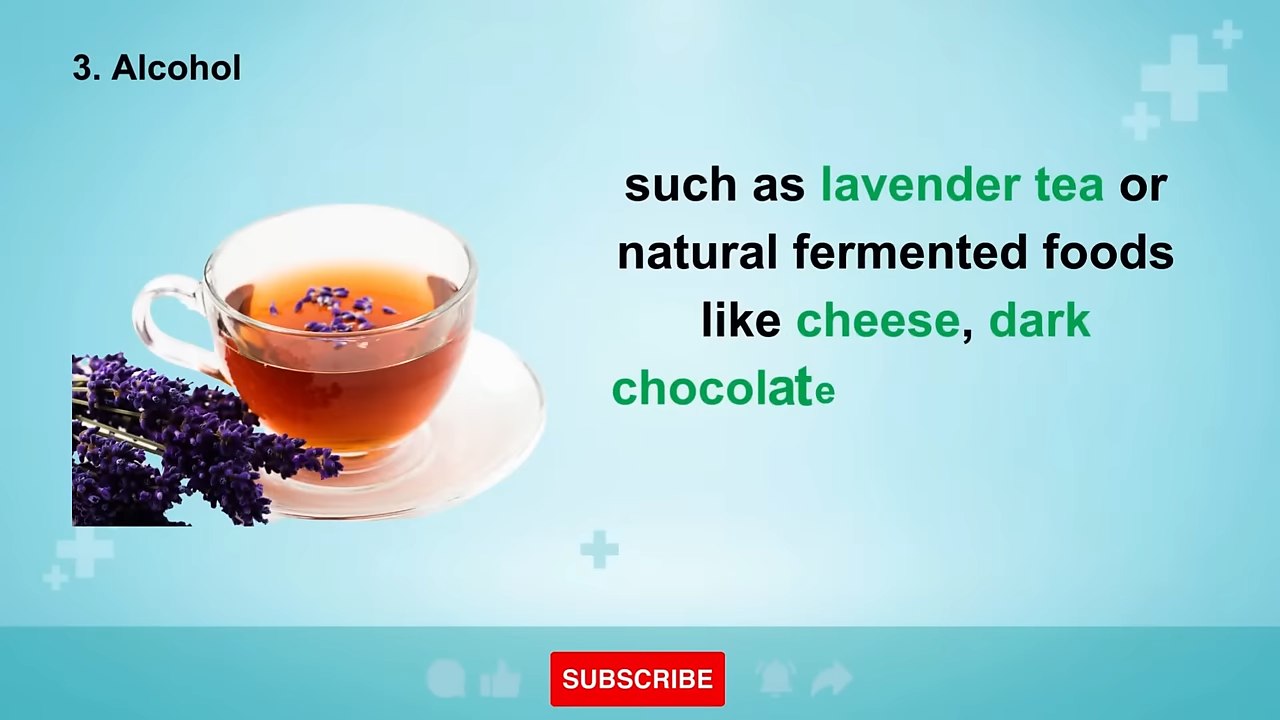 3. Alcohol
such as lavender tea or
natural fermented foods
like cheese, dark
chocolate
SUBSCRIBE